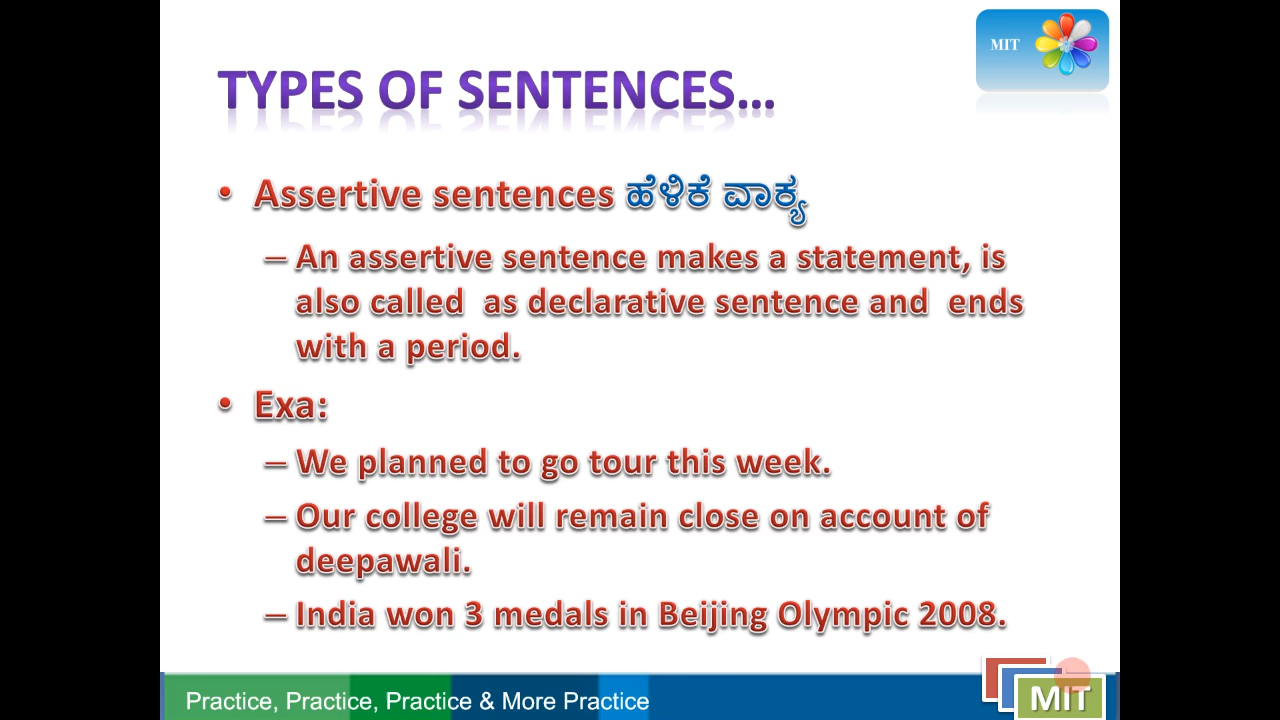 MIT
TYPES OF SENTENCES...
• Assertive sentences ಹೆಳಿಕೆ ವಾಕ್ಯ
– An assertive sentence makes a statement, is
also called as declarative sentence and ends
with a period.
• Exa:
– We planned to go tour this week.
– Our college will remain close on account of
deepawali.
– India won 3 medals in Beijing Olympic 2008.
Practice, Practice, Practice & More Practice
MIT